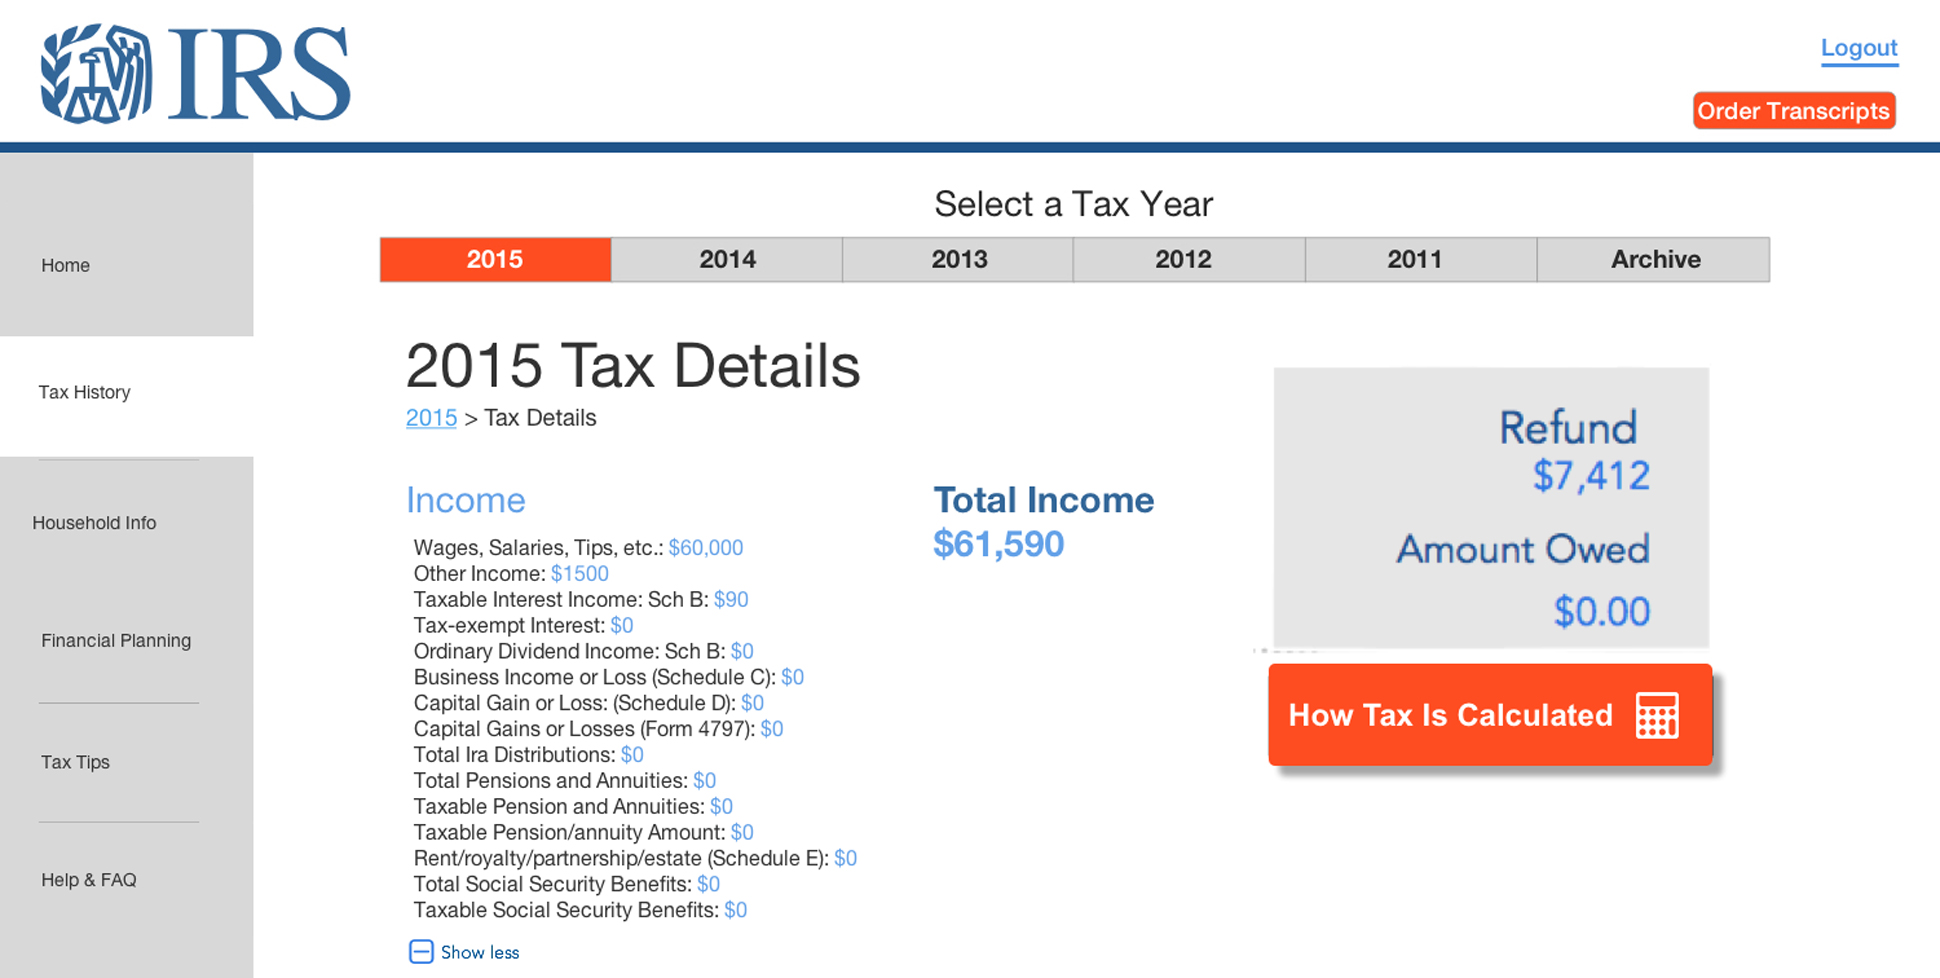 IRS
Logout
Order Transcripts
Home
Tax History
Household Info
Financial Planning
Tax Tips
Help & FAQ
Select a Tax Year
2015 2014 2013 2012 2011 Archive
2015 Tax Details
2015 > Tax Details
Income
Wages, Salaries, Tips, etc.: $60,000
Other Income: $1500
Taxable Interest Income: Sch B: $90
Tax-exempt Interest: $0
Ordinary Dividend Income: Sch B: $0
Business Income or Loss (Schedule C): $0
Capital Gain or Loss: (Schedule D): $0
Capital Gains or Losses (Form 4797): $0
Total Ira Distributions: $0
Total Pensions and Annuities: $0
Taxable Pension and Annuities: $0
Taxable Pension/annuity Amount: $0
Rent/royalty/partnership/estate (Schedule E): $0
Total Social Security Benefits: $0
Taxable Social Security Benefits: $0
Show less
Total Income
$61,590
Refund
$7,412
Amount Owed
$0.00
How Tax Is Calculated